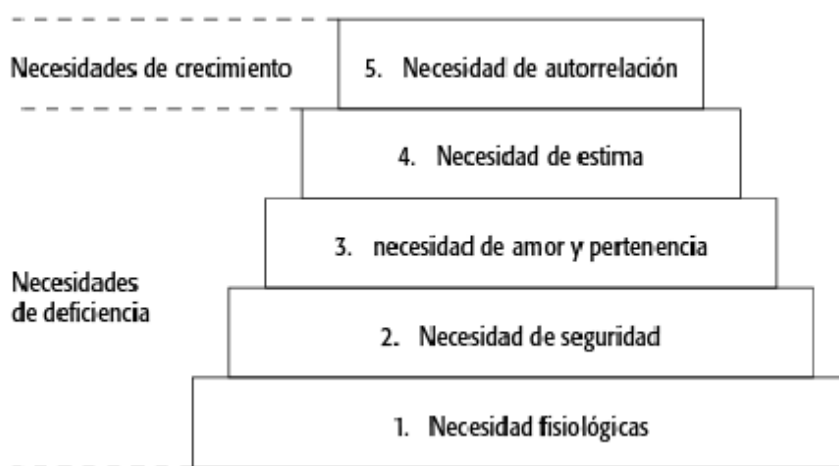 Necesidades de crecimiento
5. Necesidad de autorrelación
4. Necesidad de estima
3. necesidad de amor y pertenencia
Necesidades
de deficiencia
2. Necesidad de seguridad
1. Necesidad fisiológicas